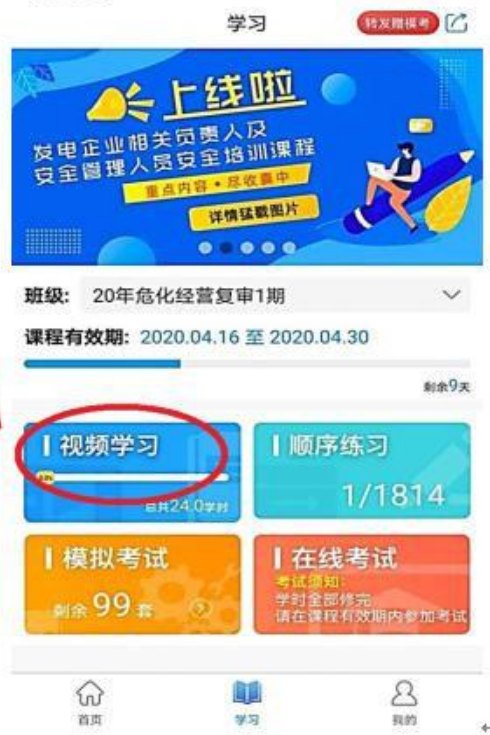 学习
转发赠模考
上线啦
发电企业相关负责人及
安全管理人员安全培训课程
重点内容·尽收囊中
详情猛戳图片
班级: 20年危化经营复审1期
课程有效期: 2020.04.16 至 2020.04.30
剩余9天
视频学习
总共24.0学时
顺序练习
1/1814
模拟考试
剩余 99 套
在线考试
考试须知:
学时全部修完
请在课程有效期内参加考试
首页
学习
我的